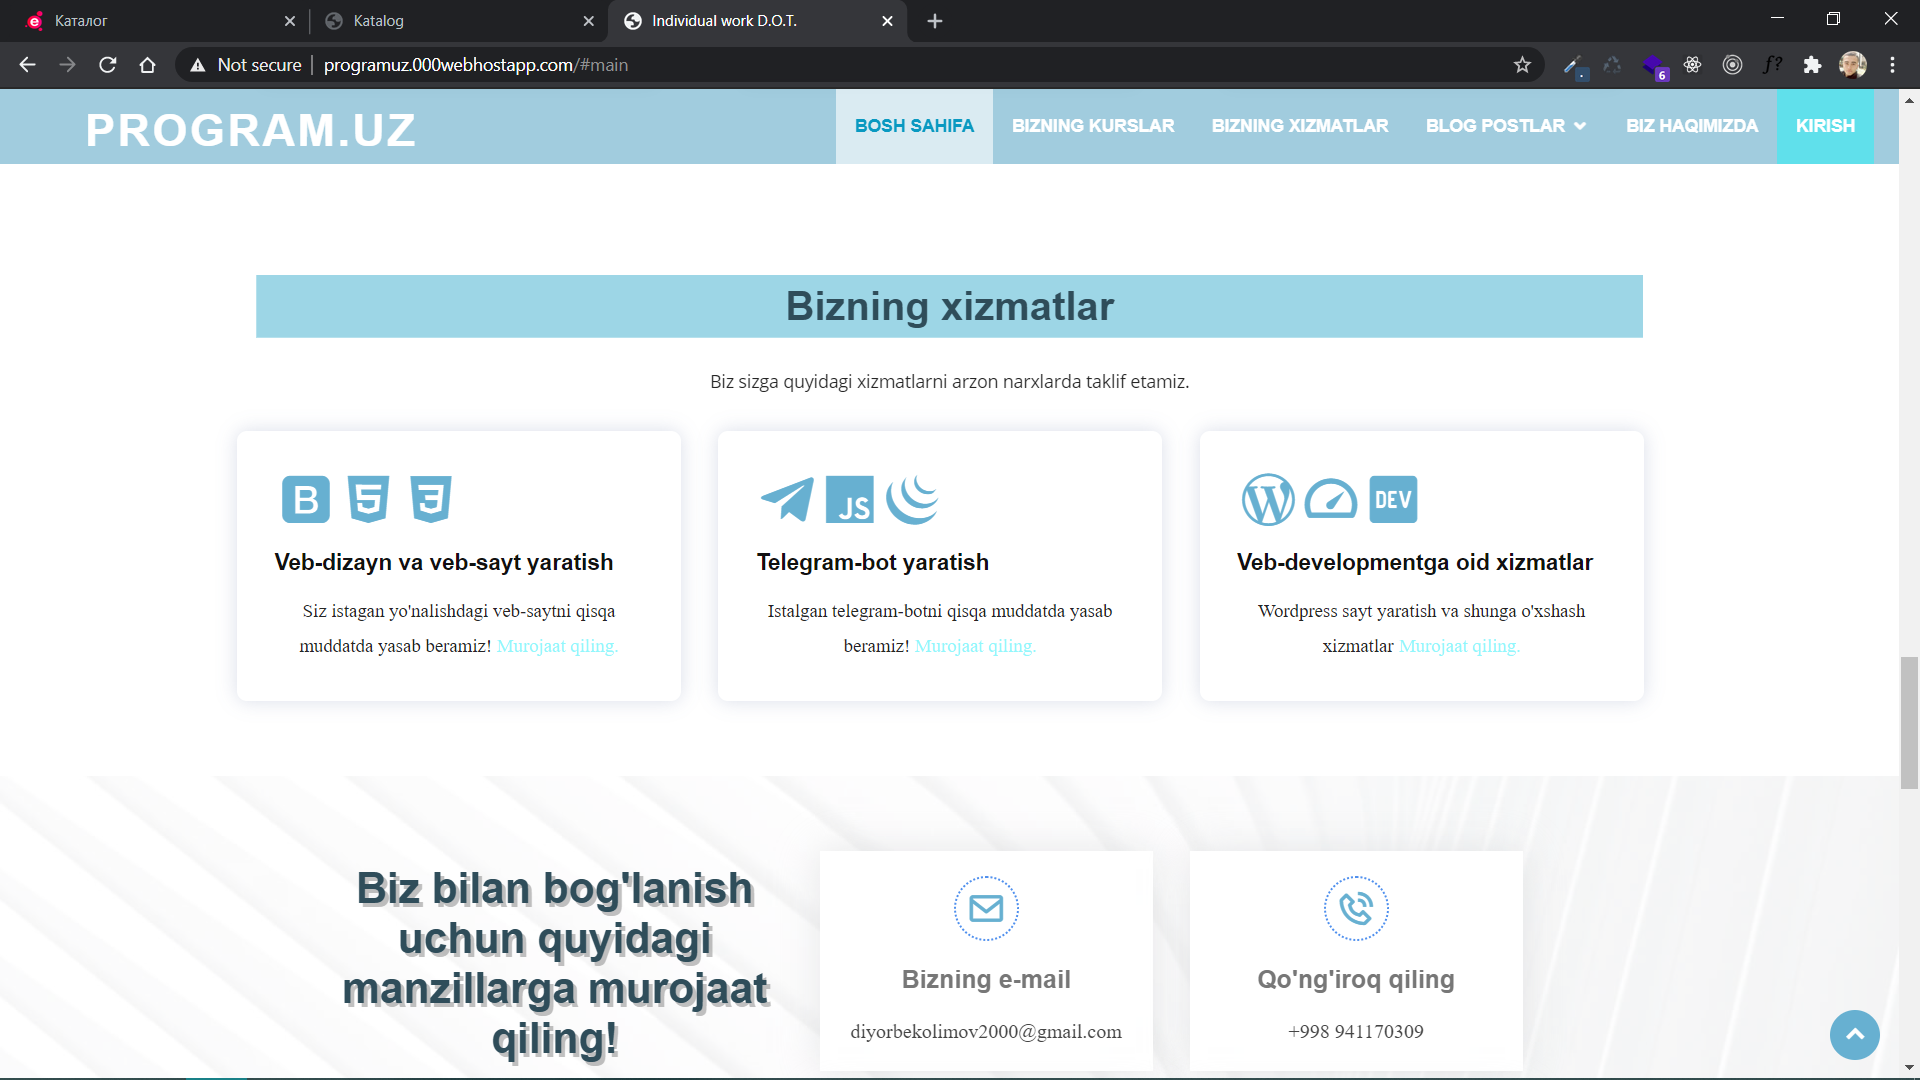 Каталог
Katalog
Individual work D.O.T.
Not secure
programuz.000webhostapp.com/#main
6
f?
PROGRAM.UZ
BOSH SAHIFA
BIZNING KURSLAR
BIZNING XIZMATLAR
BLOG POSTLAR
BIZ HAQIMIZDA
KIRISH
Bizning xizmatlar
Biz sizga quyidagi xizmatlarni arzon narxlarda taklif etamiz.
B 5 3
Veb-dizayn va veb-sayt yaratish
Siz istagan yo'nalishdagi veb-saytni qisqa
muddatda yasab beramiz! Murojaat qiling.
JS
Telegram-bot yaratish
Istalgan telegram-botni qisqa muddatda yasab
beramiz! Murojaat qiling.
W DEV
Veb-developmentga oid xizmatlar
Wordpress sayt yaratish va shunga o'xshash
xizmatlar Murojaat qiling.
Biz bilan bog'lanish
uchun quyidagi
manzillarga murojaat
qiling!
Bizning e-mail
diyorbekolimov2000@gmail.com
Qo'ng'iroq qiling
+998 941170309